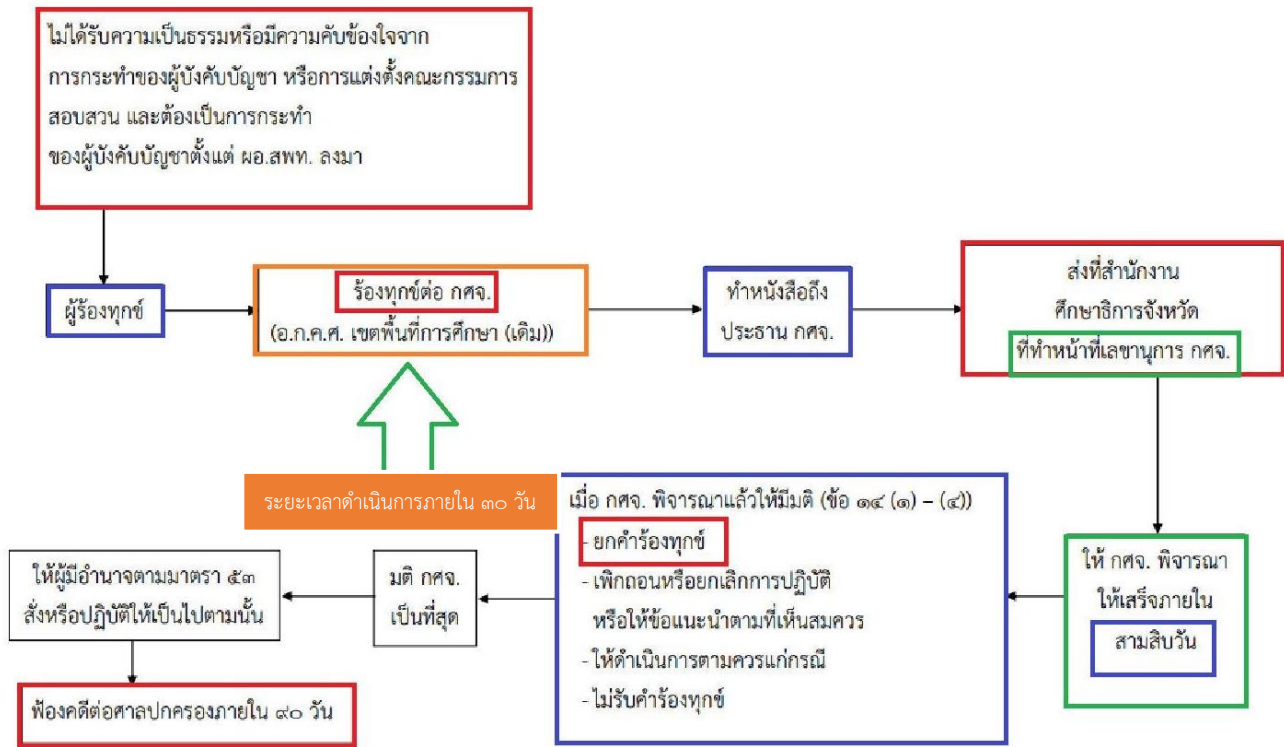 ไม่ได้รับความเป็นธรรมหรือมีความคับข้องใจจาก
การกระทำของผู้บังคับบัญชา หรือการแต่งตั้งคณะกรรมการ
สอบสวน และต้องเป็นการกระทำ
ของผู้บังคับบัญชาตั้งแต่ ผอ.สพท. ลงมา
ผู้ร้องทุกข์
ร้องทุกข์ต่อ กศจ.
(อ.ก.ค.ศ. เขตพื้นที่การศึกษา (เดิม))
ทำหนังสือถึง
ประธาน กศจ.
ส่งที่สำนักงาน
ศึกษาธิการจังหวัด
ที่ทำหน้าที่เลขานุการ กศจ.
ระยะเวลาดำเนินการภายใน ๓๐ วัน
ให้ กศจ. พิจารณา
ให้เสร็จภายใน
สามสิบวัน
เมื่อ กศจ. พิจารณาแล้วให้มีมติ (ข้อ ๑๔ (๑) – (๔))
- ยกคำร้องทุกข์
- เพิกถอนหรือยกเลิกการปฏิบัติ
หรือให้ข้อแนะนำตามที่เห็นสมควร
- ให้ดำเนินการตามควรแก่กรณี
- ไม่รับคำร้องทุกข์
มติ กศจ.
เป็นที่สุด
ให้ผู้มีอำนาจตามมาตรา ๕๓
สั่งหรือปฏิบัติให้เป็นไปตามนั้น
ฟ้องคดีต่อศาลปกครองภายใน ๙๐ วัน